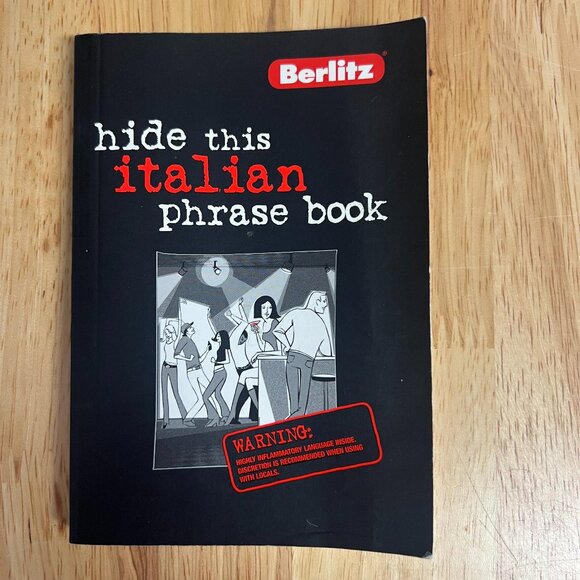 Berlitz®
hide this
italian
phrase book
WARNING:
HIGHLY INFLAMMATORY LANGUAGE INSIDE.
DISCRETION IS RECOMMENDED WHEN USING
WITH LOCALS.